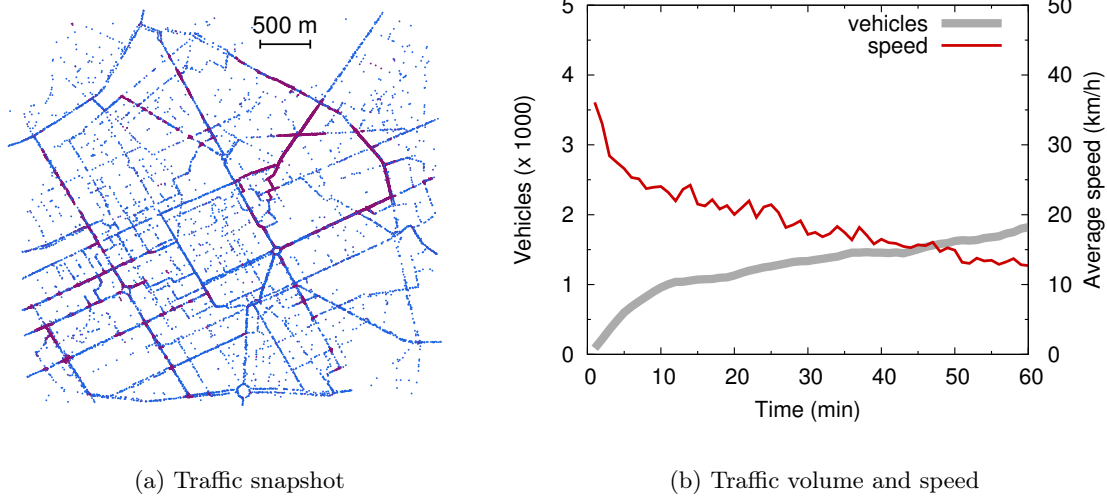 500 m
(a) Traffic snapshot
vehicles
speed
Vehicles (x 1000)
5
4
3
2
1
0
Average speed (km/h)
50
40
30
20
10
0
0 10 20 30 40 50 60
Time (min)
(b) Traffic volume and speed